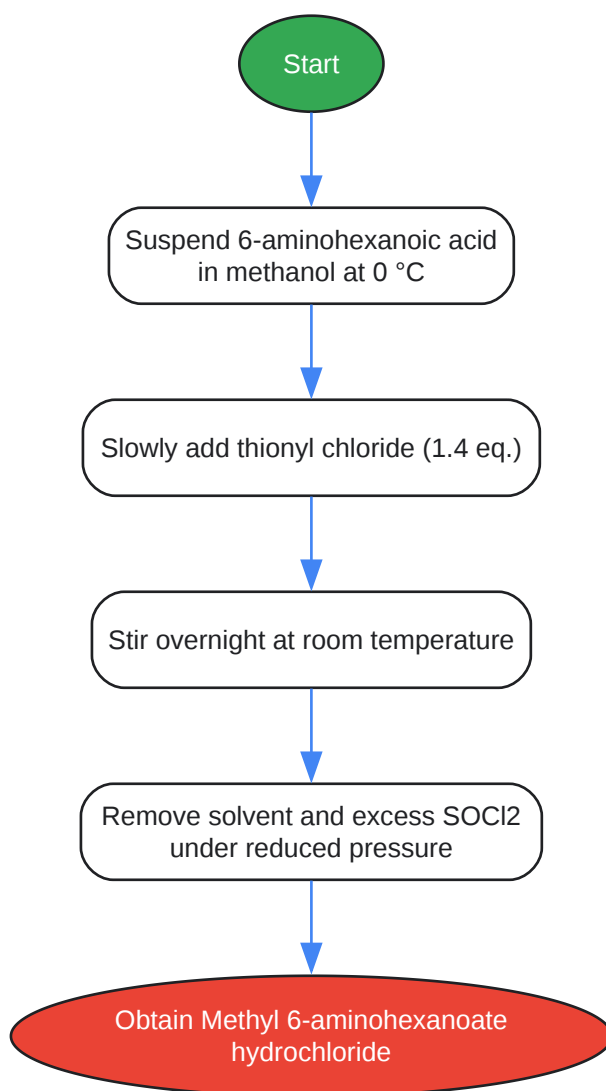 Start
Suspend 6-aminohexanoic acid
in methanol at 0 °C
Slowly add thionyl chloride (1.4 eq.)
Stir overnight at room temperature
Remove solvent and excess SOCl2
under reduced pressure
Obtain Methyl 6-aminohexanoate
hydrochloride